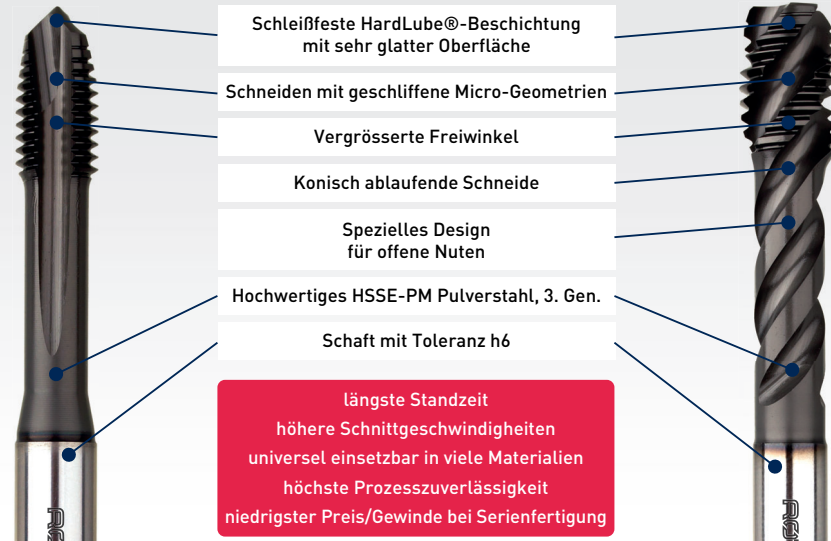 Schleißfeste HardLube®-Beschichtung
mit sehr glatter Oberfläche
Schneiden mit geschliffene Micro-Geometrien
Vergrösserte Freiwinkel
Konisch ablaufende Schneide
Spezielles Design
für offene Nuten
Hochwertiges HSSE-PM Pulverstahl, 3. Gen.
Schaft mit Toleranz h6
längste Standzeit
höhere Schnittgeschwindigheiten
universel einsetzbar in viele Materialien
höchste Prozesszuverlässigkeit
niedrigster Preis/Gewinde bei Serienfertigung